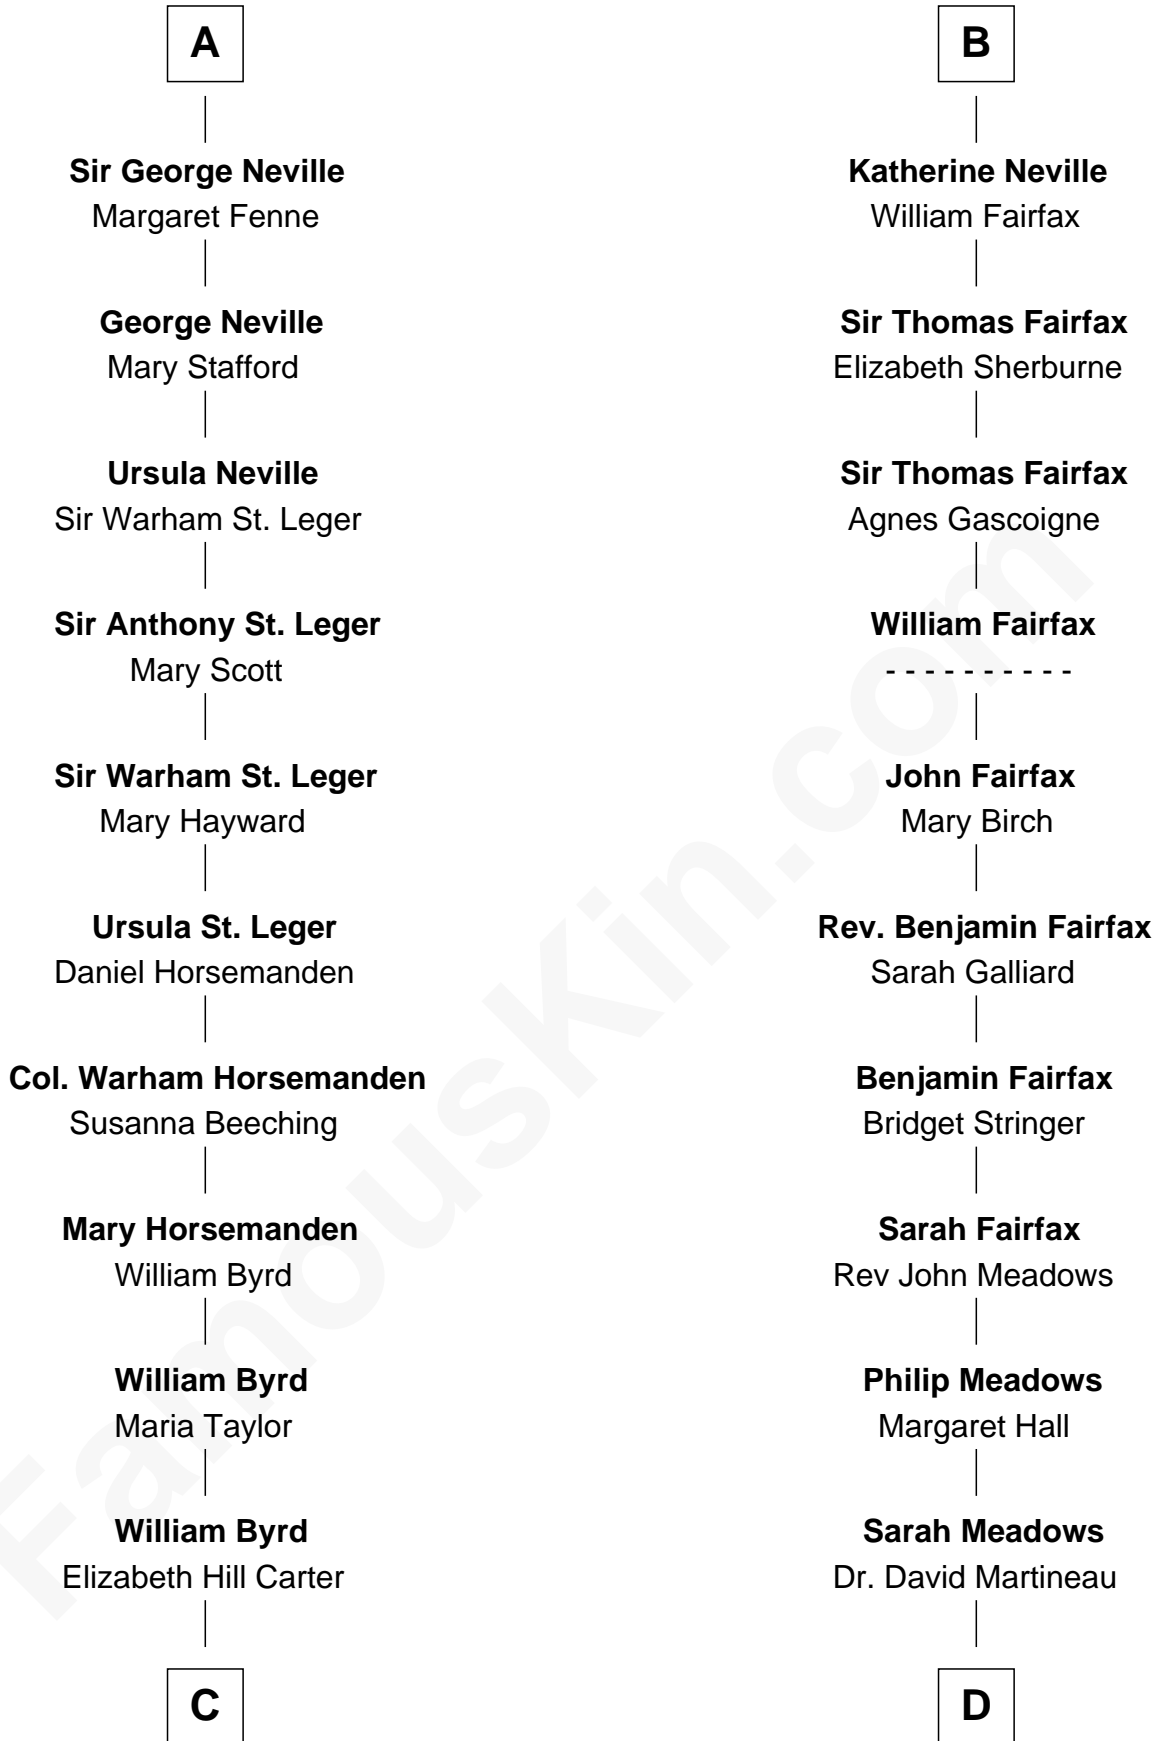 A
Sir George Neville
Margaret Fenne
George Neville
Mary Stafford
Ursula Neville
Sir Warham St. Leger
Sir Anthony St. Leger
Mary Scott
Sir Warham St. Leger
Mary Hayward
Ursula St. Leger
Daniel Horsemanden
Col. Warham Horsemanden
Susanna Beeching
Mary Horsemanden
William Byrd
William Byrd
Maria Taylor
William Byrd
Elizabeth Hill Carter
C
B
Katherine Neville
William Fairfax
Sir Thomas Fairfax
Elizabeth Sherburne
Sir Thomas Fairfax
Agnes Gascoigne
William Fairfax
- - - - - - - - - -
John Fairfax
Mary Birch
Rev. Benjamin Fairfax
Sarah Galliard
Benjamin Fairfax
Bridget Stringer
Sarah Fairfax
Rev John Meadows
Philip Meadows
Margaret Hall
Sarah Meadows
Dr. David Martineau
D
FamousKin.com